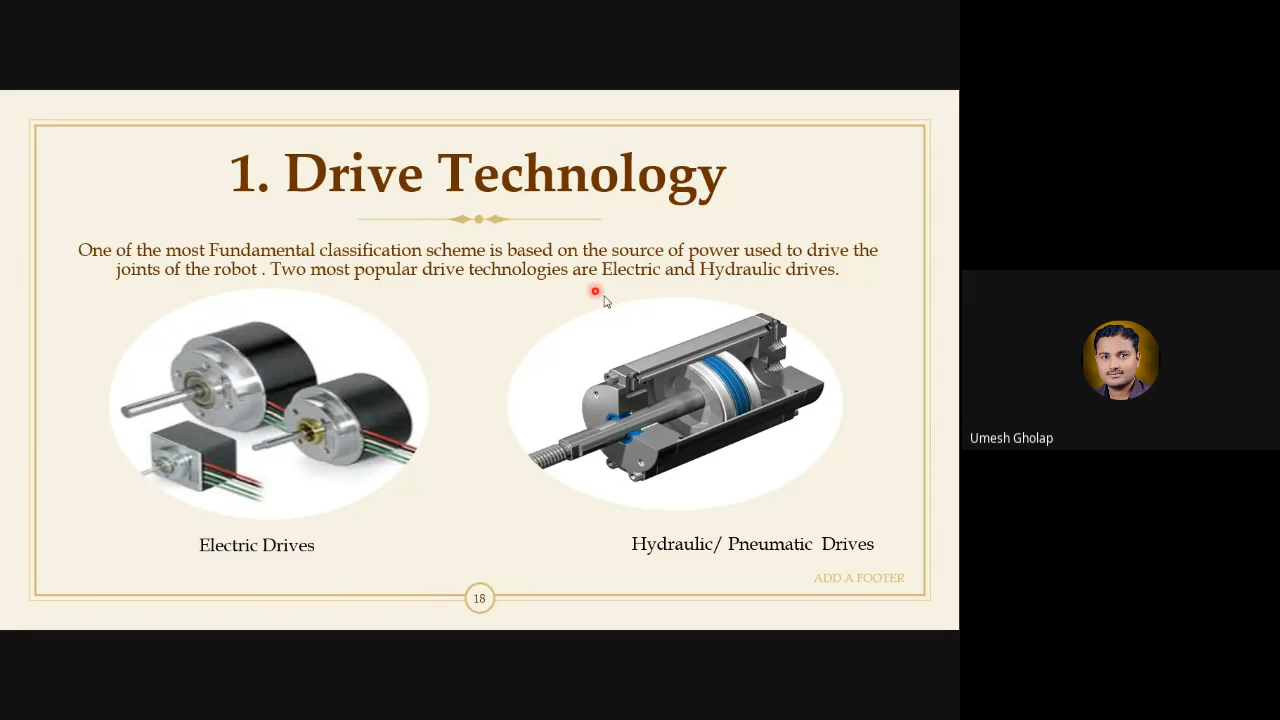 1. Drive Technology
One of the most Fundamental classification scheme is based on the source of power used to drive the
joints of the robot . Two most popular drive technologies are Electric and Hydraulic drives.
Electric Drives
Hydraulic/ Pneumatic  Drives
ADD A FOOTER
18
Umesh Gholap